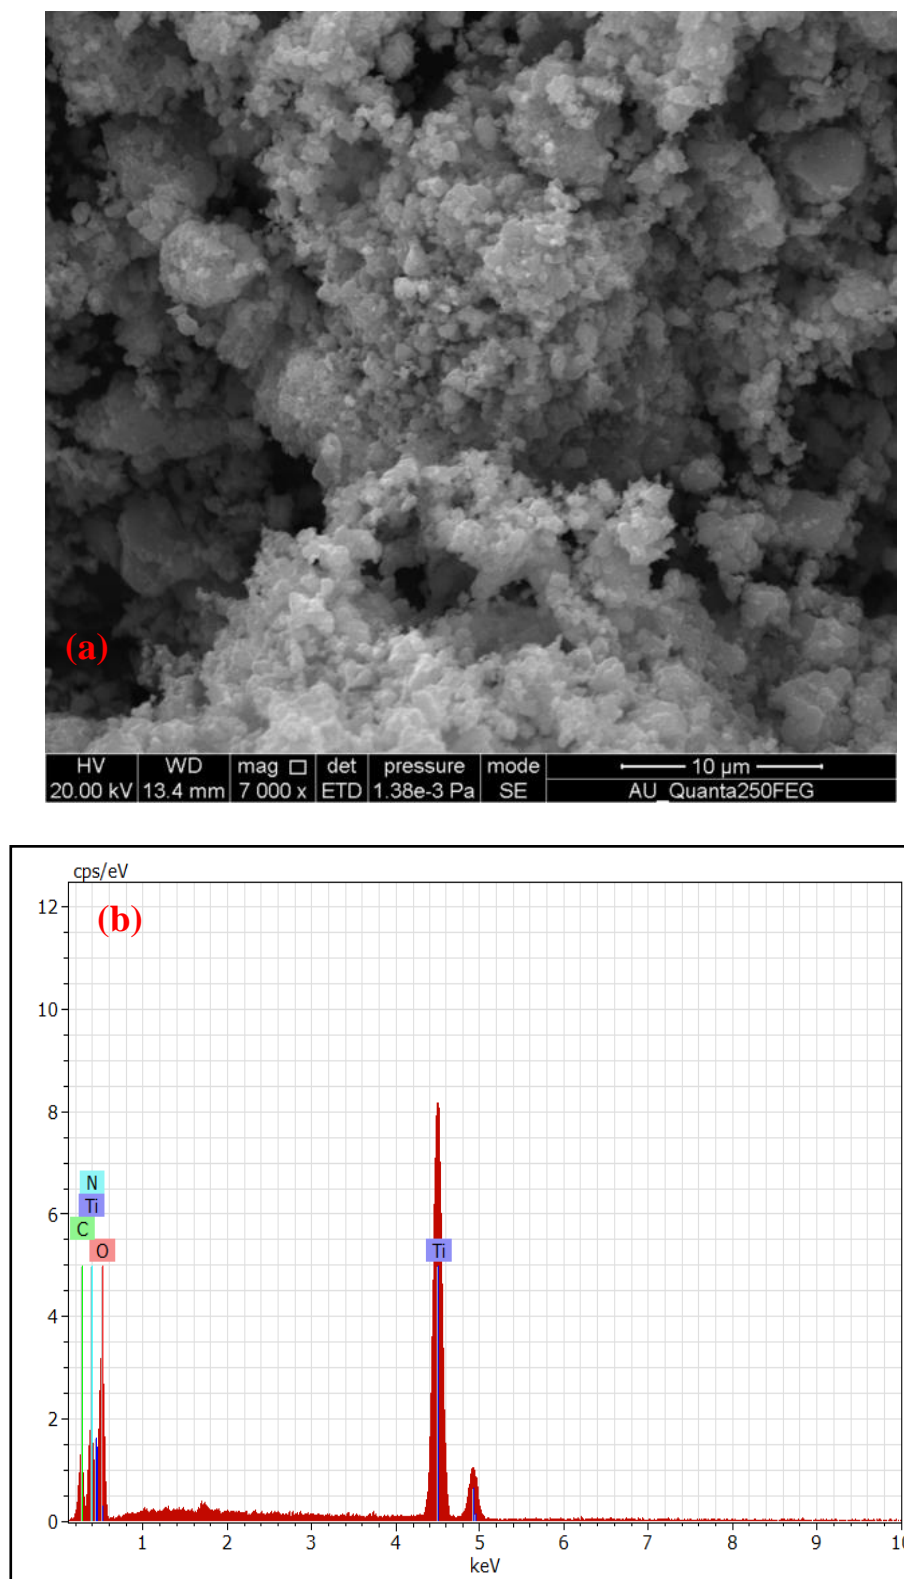 (a)
HV WD mag det pressure mode 10 µm
20.00 kV 13.4 mm 7 000 x ETD 1.38e-3 Pa SE AU_Quanta250FEG
cps/eV
(b)
12
10
8
6
4
2
0
N
Ti
C
O
Ti
1 2 3 4 5 6 7 8 9 10
keV